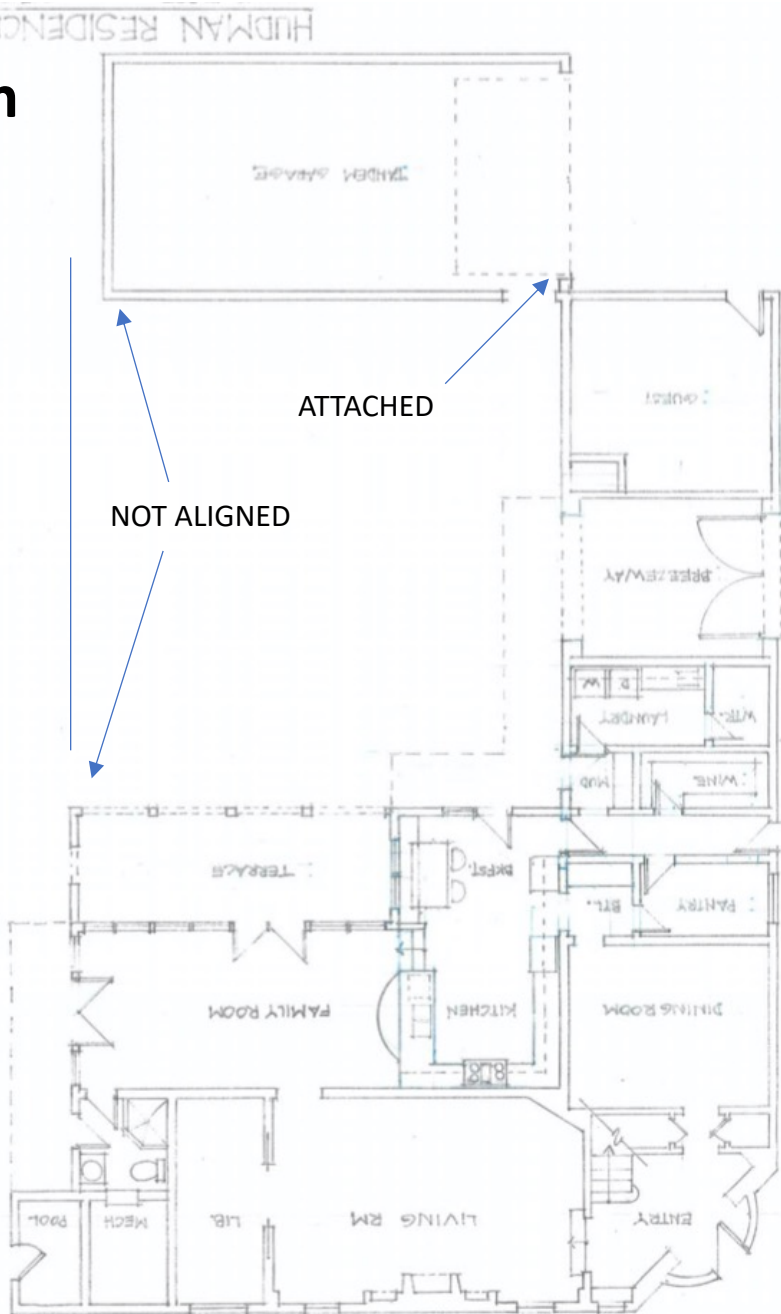 HUDMAN RESIDENC
n
TANDEM GARAGE
ATTACHED
GUEST
NOT ALIGNED
BREEZEWAY
W. D.
LAUNDRY
WTR.
MUD
WINE
TERRACE
BKFST.
BTL.
PANTRY
FAMILY ROOM
KITCHEN
DINING ROOM
POOL
MECH
LIB.
LIVING RM
ENTRY